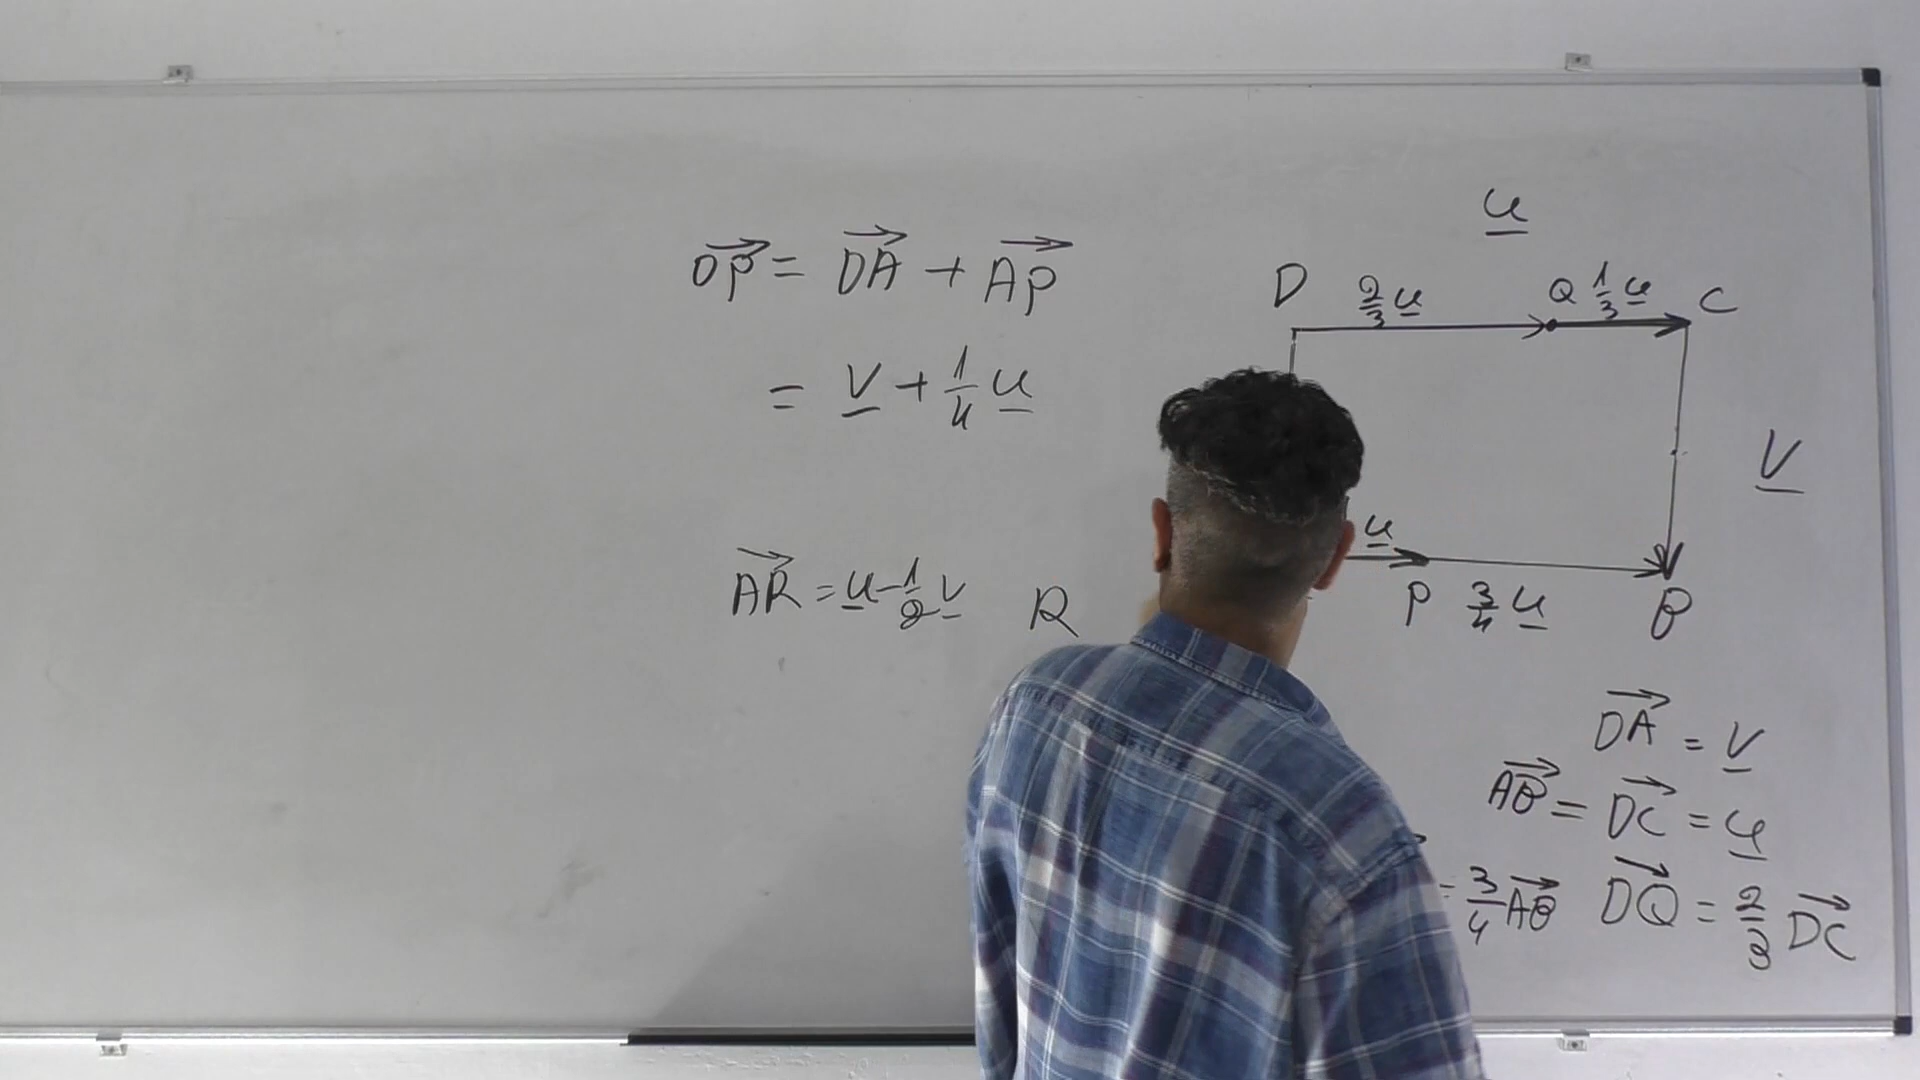 DP⃗ = DA⃗ + AP⃗
= v + 1/4 u
AR⃗ = u - 1/2 v R
u
D 2/3 u Q 1/3 u C
v
u
P 3/4 u B
DA⃗ = v
AB⃗ = DC⃗ = u
= 3/4 AB⃗ DQ⃗ = 2/3 DC⃗